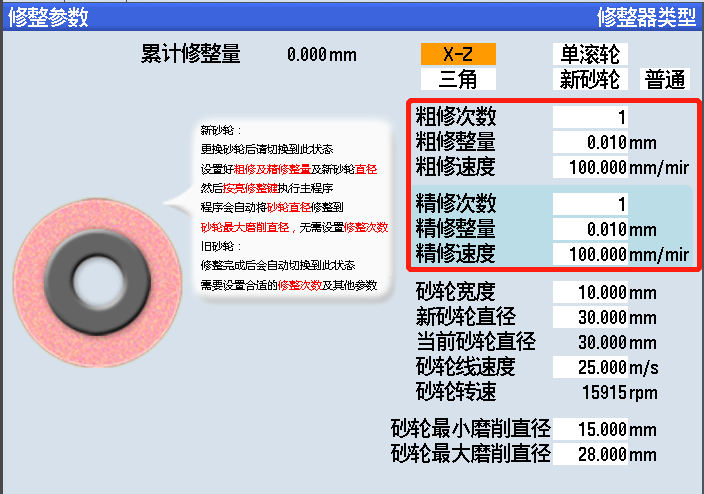 修整参数 修整器类型
累计修整量 0.000mm X-Z 单滚轮
三角 新砂轮 普通
新砂轮：
更换砂轮后请切换到此状态
设置好粗修及精修整量及新砂轮直径
然后按亮修整键执行主程序
程序会自动将砂轮直径修整到
砂轮最大磨削直径，无需设置修整次数
旧砂轮：
修整完成后会自动切换到此状态
需要设置合适的修整次数及其他参数
粗修次数 1
粗修整量 0.010mm
粗修速度 100.000mm/mir
精修次数 1
精修整量 0.010mm
精修速度 100.000mm/mir
砂轮宽度 10.000mm
新砂轮直径 30.000mm
当前砂轮直径 30.000mm
砂轮线速度 25.000m/s
砂轮转速 15915rpm
砂轮最小磨削直径 15.000mm
砂轮最大磨削直径 28.000mm